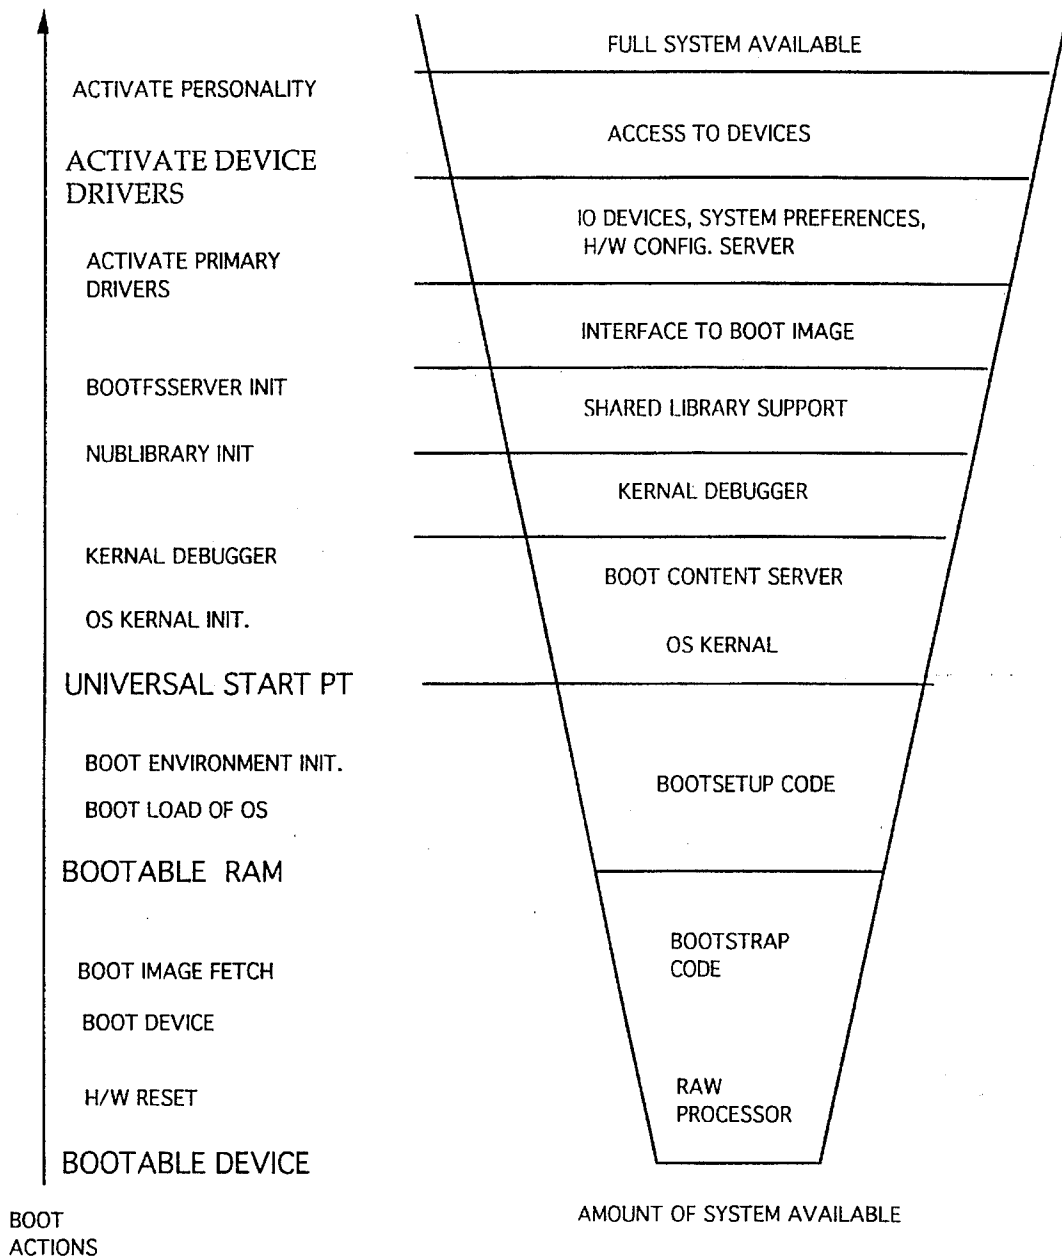 FULL SYSTEM AVAILABLE
ACTIVATE PERSONALITY
ACCESS TO DEVICES
ACTIVATE DEVICE
DRIVERS
IO DEVICES, SYSTEM PREFERENCES,
H/W CONFIG. SERVER
ACTIVATE PRIMARY
DRIVERS
INTERFACE TO BOOT IMAGE
BOOTFSSERVER INIT
SHARED LIBRARY SUPPORT
NUBLIBRARY INIT
KERNAL DEBUGGER
KERNAL DEBUGGER
BOOT CONTENT SERVER
OS KERNAL INIT.
OS KERNAL
UNIVERSAL START PT
BOOT ENVIRONMENT INIT.
BOOTSETUP CODE
BOOT LOAD OF OS
BOOTABLE RAM
BOOTSTRAP
CODE
BOOT IMAGE FETCH
BOOT DEVICE
RAW
PROCESSOR
H/W RESET
BOOTABLE DEVICE
AMOUNT OF SYSTEM AVAILABLE
BOOT
ACTIONS